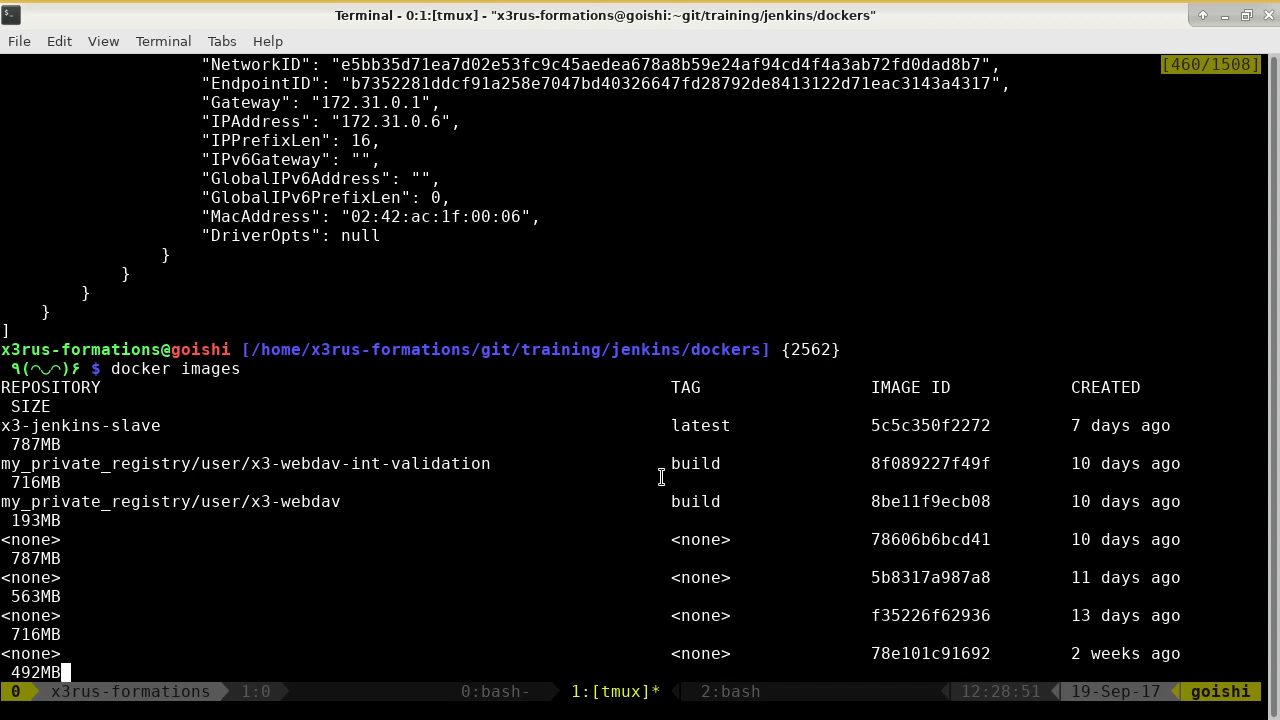 Terminal - 0:1:[tmux] - "x3rus-formations@goishi:~git/training/jenkins/dockers"
File Edit View Terminal Tabs Help
"NetworkID": "e5bb35d71ea7d02e53fc9c45aedea678a8b59e24af94cd4f4a3ab72fd0dad8b7", [460/1508]
"EndpointID": "b7352281ddcf91a258e7047bd40326647fd28792de8413122d71eac3143a4317",
"Gateway": "172.31.0.1",
"IPAddress": "172.31.0.6",
"IPPrefixLen": 16,
"IPv6Gateway": "",
"GlobalIPv6Address": "",
"GlobalIPv6PrefixLen": 0,
"MacAddress": "02:42:ac:1f:00:06",
"DriverOpts": null
}
}
}
}
]
x3rus-formations@goishi [/home/x3rus-formations/git/training/jenkins/dockers] {2562}
٩(◠◡◠)۶ $ docker images
REPOSITORY TAG IMAGE ID CREATED
SIZE
x3-jenkins-slave latest 5c5c350f2272 7 days ago
787MB
my_private_registry/user/x3-webdav-int-validation build 8f089227f49f 10 days ago
716MB
my_private_registry/user/x3-webdav build 8be11f9ecb08 10 days ago
193MB
<none> <none> 78606b6bcd41 10 days ago
787MB
<none> <none> 5b8317a987a8 11 days ago
563MB
<none> <none> f35226f62936 13 days ago
716MB
<none> <none> 78e101c91692 2 weeks ago
492MB
0 x3rus-formations 1:0 0:bash- 1:[tmux]* 2:bash 12:28:51 19-Sep-17 goishi